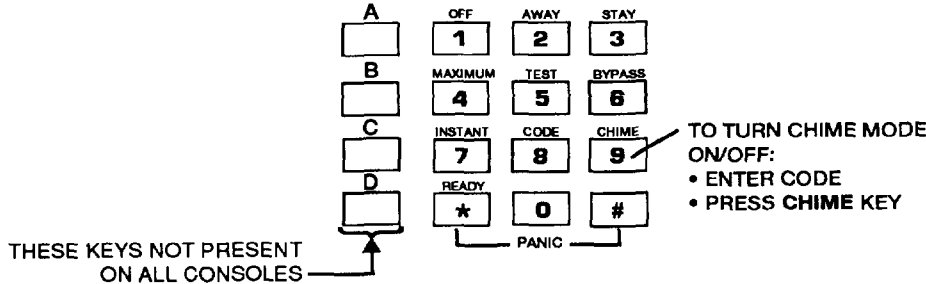 A OFF AWAY STAY
1 2 3
B MAXIMUM TEST BYPASS
4 5 6
C INSTANT CODE CHIME
7 8 9
TO TURN CHIME MODE
ON/OFF:
• ENTER CODE
• PRESS CHIME KEY
D READY
* 0 #
PANIC
THESE KEYS NOT PRESENT
ON ALL CONSOLES